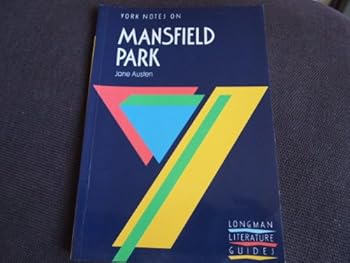 YORK NOTES ON
MANSFIELD
PARK
Jane Austen
LONGMAN
LITERATURE
GUIDES